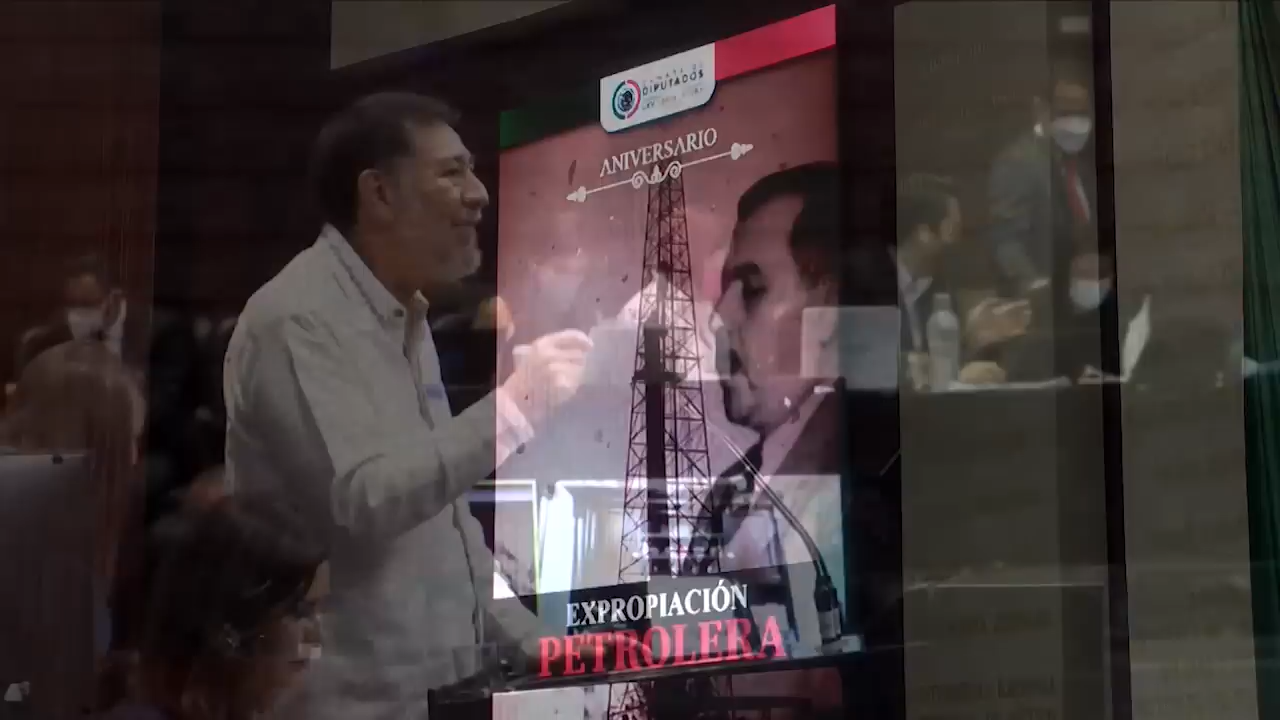 CÁMARA DE
DIPUTADOS
ANIVERSARIO
EXPROPIACIÓN
PETROLERA